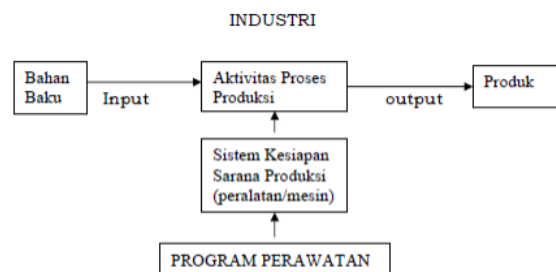 INDUSTRI
Bahan
Baku
Input
Aktivitas Proses
Produksi
output
Produk
Sistem Kesiapan
Sarana Produksi
(peralatan/mesin)
PROGRAM PERAWATAN